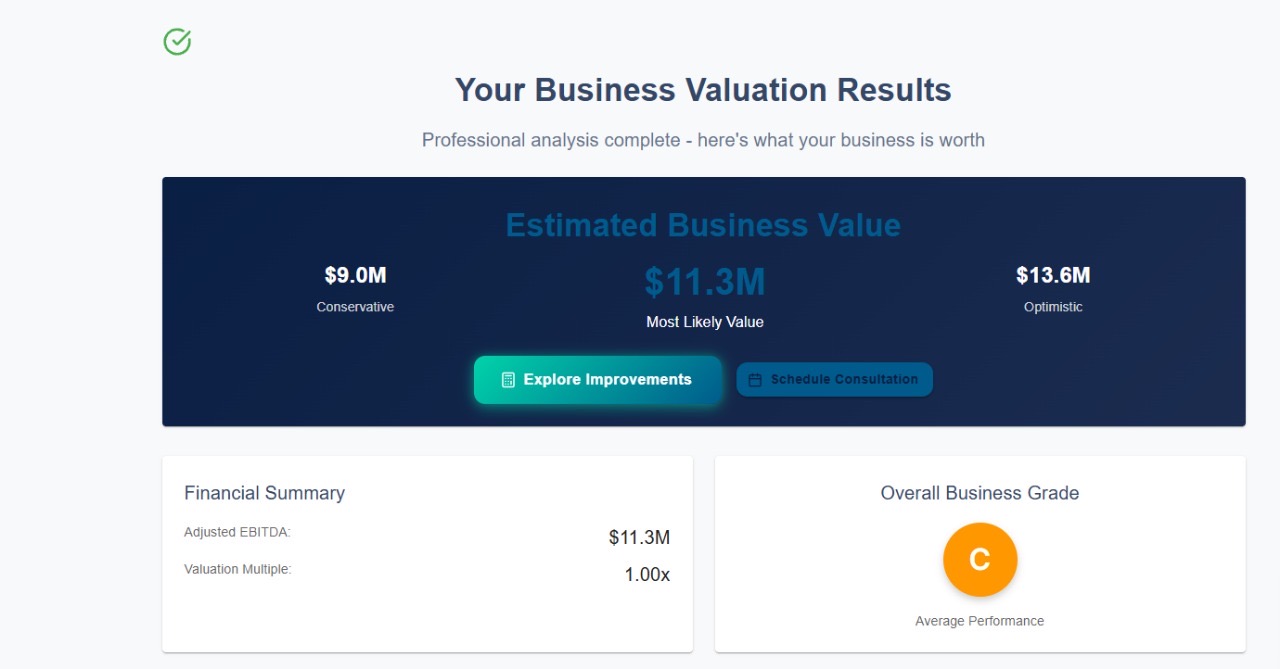 Your Business Valuation Results
Professional analysis complete - here's what your business is worth
Estimated Business Value
$9.0M
Conservative
$11.3M
Most Likely Value
$13.6M
Optimistic
Explore Improvements
Schedule Consultation
Financial Summary
Adjusted EBITDA:
$11.3M
Valuation Multiple:
1.00x
Overall Business Grade
C
Average Performance